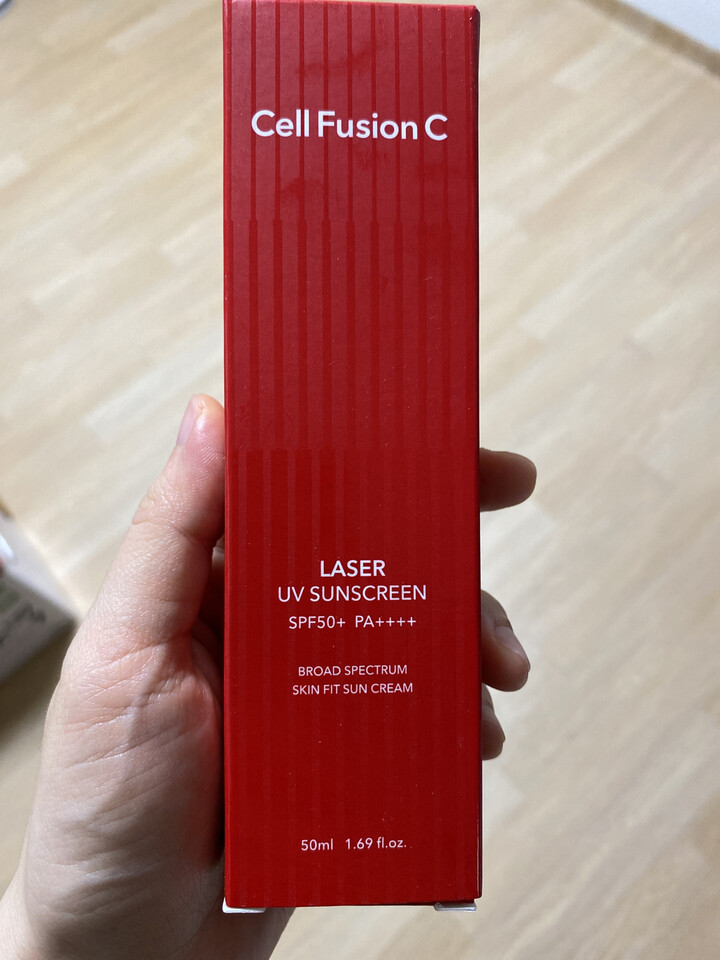 Cell Fusion C
LASER
UV SUNSCREEN
SPF50+ PA++++
BROAD SPECTRUM
SKIN FIT SUN CREAM
50ml 1.69 fl.oz.